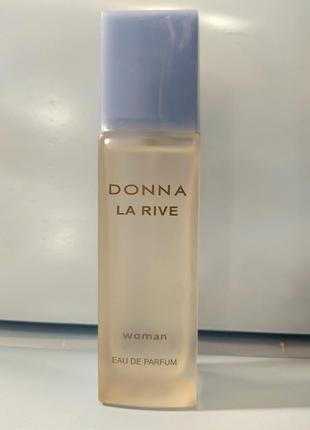 DONNA
LA RIVE
woman
EAU DE PARFUM